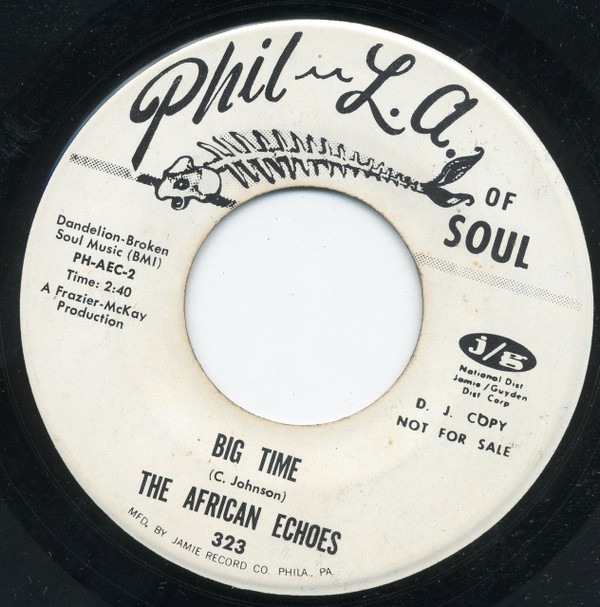 Phil-L.A.
OF
SOUL
Dandelion-Broken
Soul Music (BMI)
PH-AEC-2
Time: 2:40
A Frazier-McKay
Production
j/g
National Dist
Jamie/Guyden
Dist Corp
D. J. COPY
NOT FOR SALE
BIG TIME
(C. Johnson)
THE AFRICAN ECHOES
323
MFD. BY JAMIE RECORD CO. PHILA., PA.